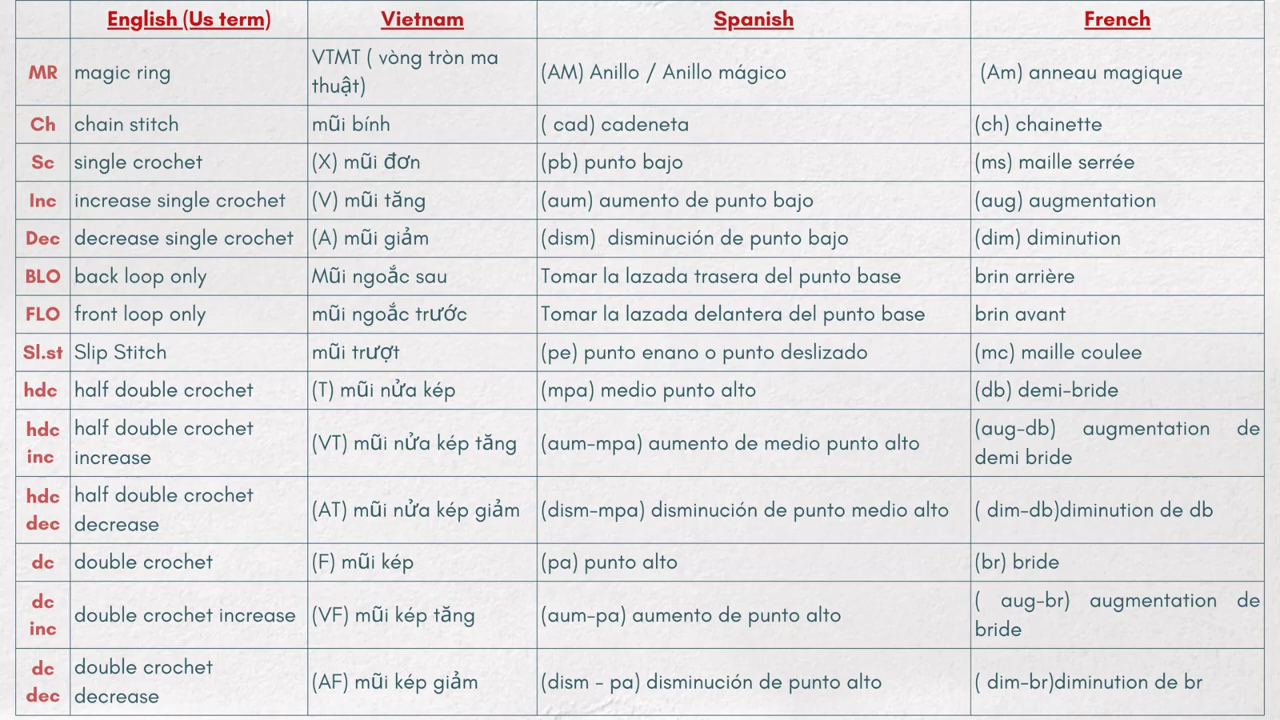 English (Us term) Vietnam Spanish French
MR magic ring VTMT ( vòng tròn ma thuật) (AM) Anillo / Anillo mágico (Am) anneau magique
Ch chain stitch mũi bính (cad) cadeneta (ch) chainette
Sc single crochet (X) mũi đơn (pb) punto bajo (ms) maille serrée
Inc increase single crochet (V) mũi tăng (aum) aumento de punto bajo (aug) augmentation
Dec decrease single crochet (A) mũi giảm (dism) disminución de punto bajo (dim) diminution
BLO back loop only Mũi ngoắc sau Tomar la lazada trasera del punto base brin arrière
FLO front loop only mũi ngoắc trước Tomar la lazada delantera del punto base brin avant
Sl.st Slip Stitch mũi trượt (pe) punto enano o punto deslizado (mc) maille coulee
hdc half double crochet (T) mũi nửa kép (mpa) medio punto alto (db) demi-bride
hdc inc half double crochet increase (VT) mũi nửa kép tăng (aum-mpa) aumento de medio punto alto (aug-db) augmentation de demi bride
hdc dec half double crochet decrease (AT) mũi nửa kép giảm (dism-mpa) disminución de punto medio alto ( dim-db)diminution de db
dc double crochet (F) mũi kép (pa) punto alto (br) bride
dc inc double crochet increase (VF) mũi kép tăng (aum-pa) aumento de punto alto ( aug-br) augmentation de bride
dc dec double crochet decrease (AF) mũi kép giảm (dism - pa) disminución de punto alto ( dim-br)diminution de br